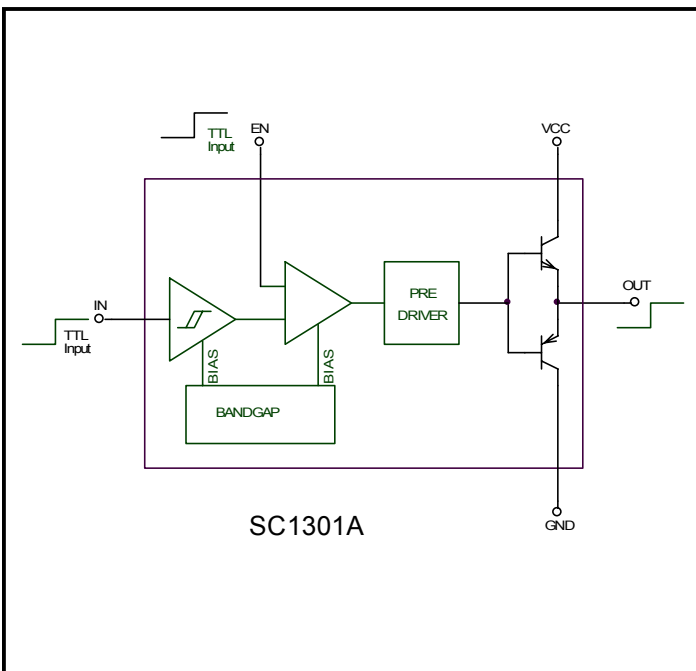 TTL
Input
EN
VCC
IN
TTL
Input
PRE
DRIVER
OUT
BIAS
BIAS
BANDGAP
GND
SC1301A